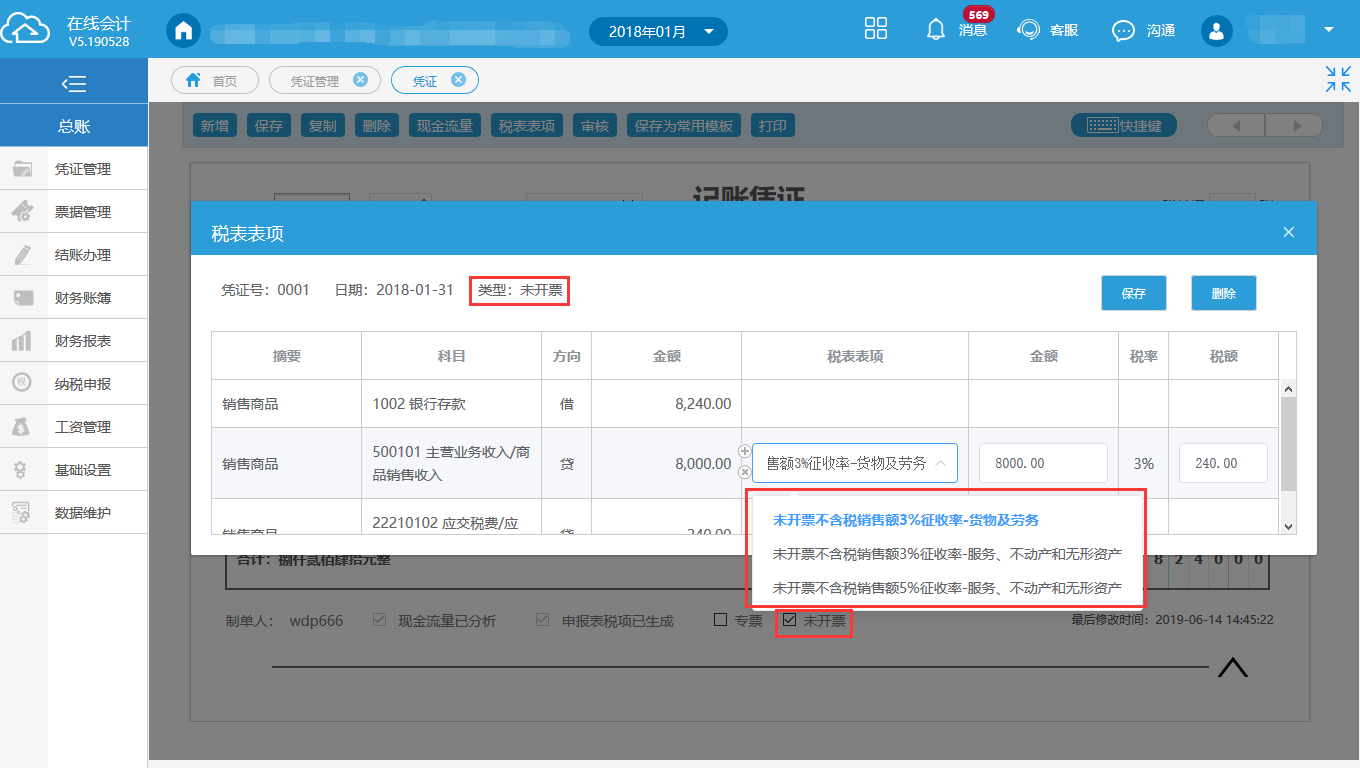 在线会计
V5.190528
2018年01月
569
消息
客服
沟通
首页
凭证管理
凭证
总账
新增
保存
复制
删除
现金流量
税表表项
审核
保存为常用模板
打印
快捷键
凭证管理
票据管理
结账办理
财务账簿
财务报表
纳税申报
工资管理
基础设置
数据维护
记账凭证
税表表项
凭证号：0001
日期：2018-01-31
类型：未开票
保存
删除
摘要 科目 方向 金额 税表表项 金额 税率 税额
销售商品 1002 银行存款 借 8,240.00
销售商品 500101 主营业务收入/商品销售收入 贷 8,000.00 售额3%征收率-货物及劳务 8000.00 3% 240.00
销售商品 22210102 应交税费/应 贷 240.00
未开票不含税销售额3%征收率-货物及劳务
未开票不含税销售额3%征收率-服务、不动产和无形资产
未开票不含税销售额5%征收率-服务、不动产和无形资产
合计：捌仟贰佰肆拾元整
8 2 4 0 0 0
制单人：
wdp666
现金流量已分析
申报表税项已生成
专票
未开票
最后修改时间：2019-06-14 14:45:22